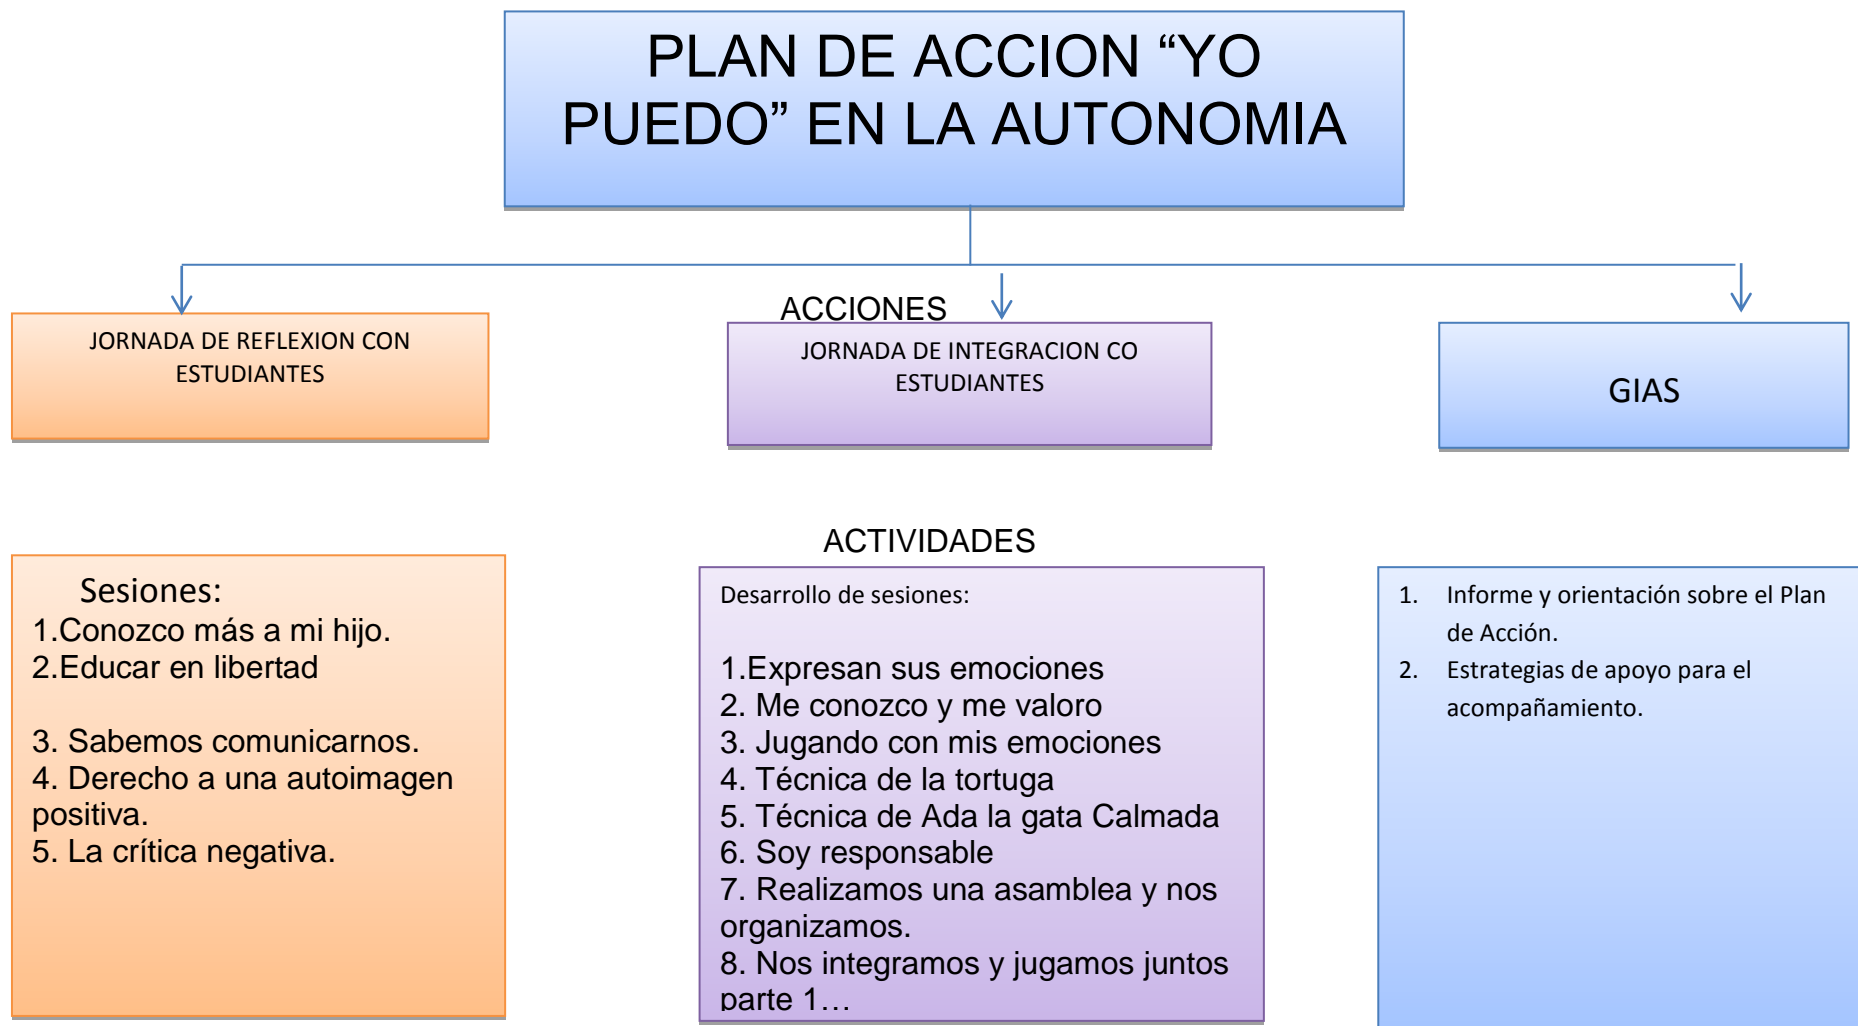 PLAN DE ACCION “YO
PUEDO” EN LA AUTONOMIA
ACCIONES
JORNADA DE REFLEXION CON
ESTUDIANTES
JORNADA DE INTEGRACION CO
ESTUDIANTES
GIAS
ACTIVIDADES
Sesiones:
1.Conozco más a mi hijo.
2.Educar en libertad
3. Sabemos comunicarnos.
4. Derecho a una autoimagen
positiva.
5. La crítica negativa.
Desarrollo de sesiones:
1.Expresan sus emociones
2. Me conozco y me valoro
3. Jugando con mis emociones
4. Técnica de la tortuga
5. Técnica de Ada la gata Calmada
6. Soy responsable
7. Realizamos una asamblea y nos
organizamos.
8. Nos integramos y jugamos juntos
parte 1…
1. Informe y orientación sobre el Plan
de Acción.
2. Estrategias de apoyo para el
acompañamiento.